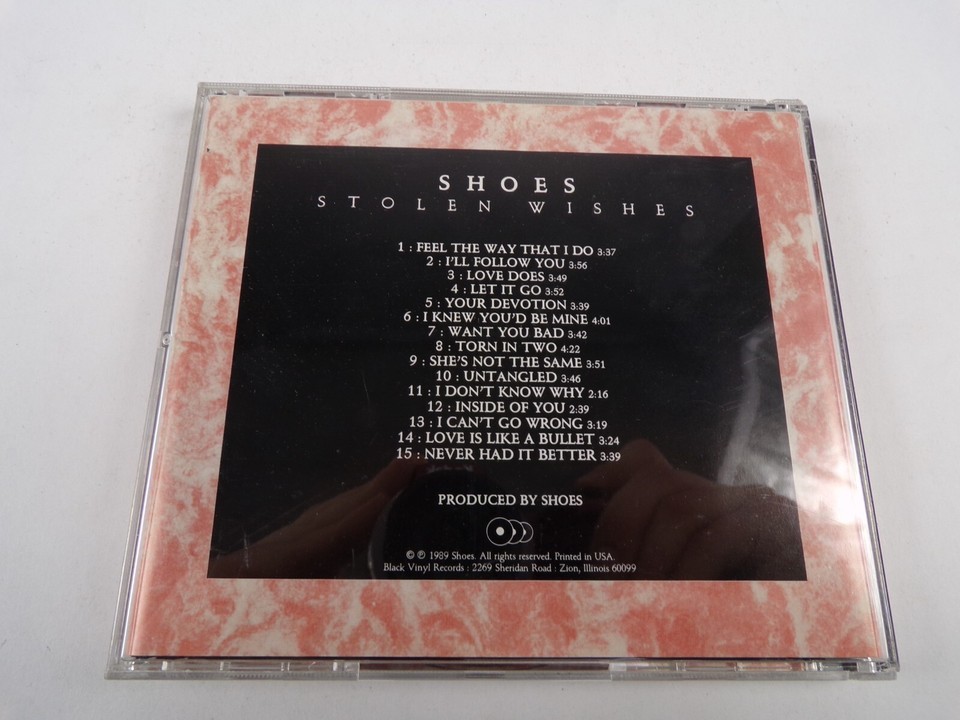 SHOES
STOLEN WISHES
1 : FEEL THE WAY THAT I DO 3:37
2 : I'LL FOLLOW YOU 3:56
3 : LOVE DOES 3:49
4 : LET IT GO 3:52
5 : YOUR DEVOTION 3:39
6 : I KNEW YOU'D BE MINE 4:01
7 : WANT YOU BAD 3:42
8 : TORN IN TWO 4:22
9 : SHE'S NOT THE SAME 3:51
10 : UNTANGLED 3:46
11 : I DON'T KNOW WHY 2:16
12 : INSIDE OF YOU 2:39
13 : I CAN'T GO WRONG 3:19
14 : LOVE IS LIKE A BULLET 3:24
15 : NEVER HAD IT BETTER 3:39
PRODUCED BY SHOES
© ℗ 1989 Shoes. All rights reserved. Printed in USA.
Black Vinyl Records : 2269 Sheridan Road : Zion, Illinois 60099